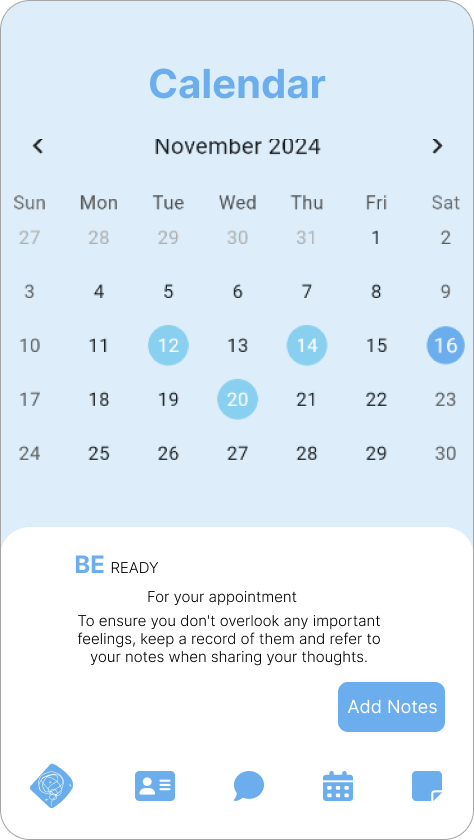 Calendar
November 2024
Sun Mon Tue Wed Thu Fri Sat
27 28 29 30 31 1 2
3 4 5 6 7 8 9
10 11 12 13 14 15 16
17 18 19 20 21 22 23
24 25 26 27 28 29 30
BE READY
For your appointment
To ensure you don't overlook any important
feelings, keep a record of them and refer to
your notes when sharing your thoughts.
Add Notes